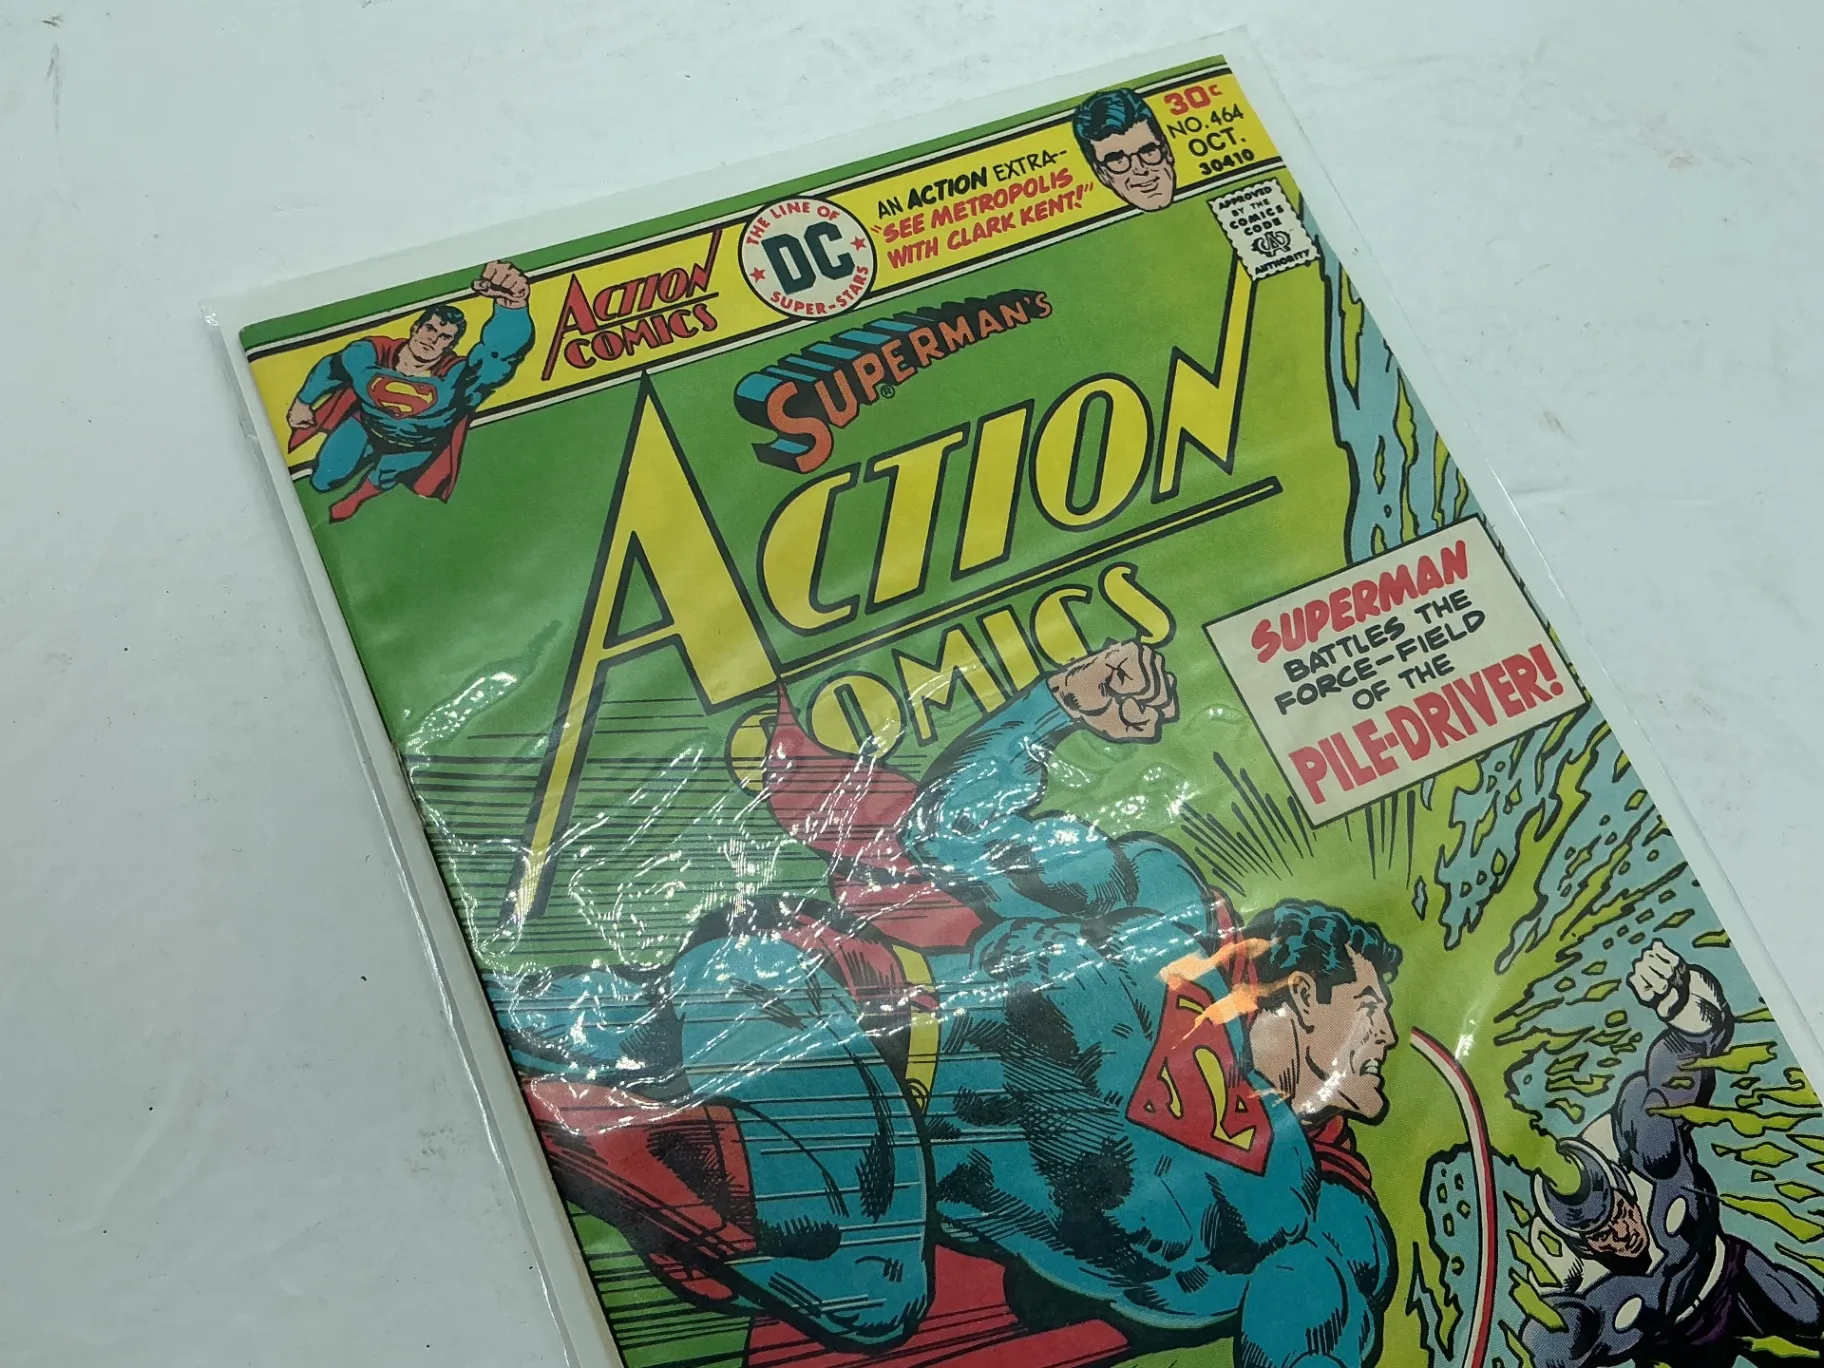 30¢
NO. 464
OCT.
30410
AN ACTION EXTRA--
"SEE METROPOLIS
WITH CLARK KENT!"
THE LINE OF
DC
SUPER-STARS
ACTION
COMICS
APPROVED
BY THE
COMICS
CODE
CA
AUTHORITY
SUPERMAN'S
®
ACTION
COMICS
SUPERMAN
BATTLES THE
FORCE-FIELD
OF THE
PILE-DRIVER!
S